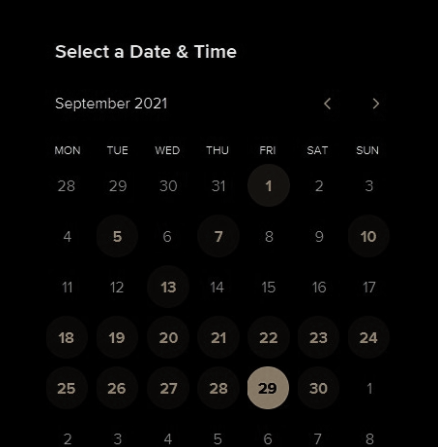 Select a Date & Time
September 2021
MON TUE WED THU FRI SAT SUN
28 29 30 31 1 2 3
4 5 6 7 8 9 10
11 12 13 14 15 16 17
18 19 20 21 22 23 24
25 26 27 28 29 30 1
2 3 4 5 6 7 8